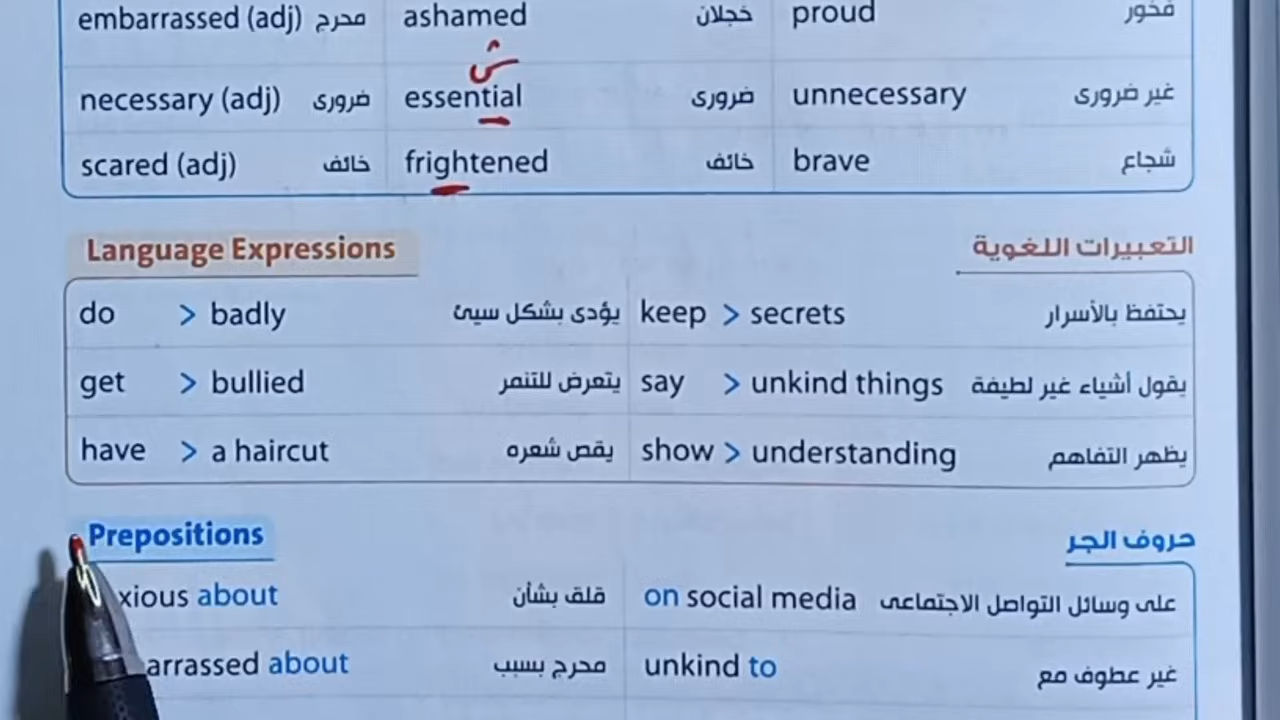 embarrassed (adj) محرج ashamed خجلان proud فخور
ش
necessary (adj) ضرورى essential ضرورى unnecessary غير ضرورى
scared (adj) خائف frightened خائف brave شجاع
Language Expressions التعبيرات اللغوية
do > badly يؤدى بشكل سيئ keep > secrets يحتفظ بالأسرار
get > bullied يتعرض للتنمر say > unkind things يقول أشياء غير لطيفة
have > a haircut يقص شعره show > understanding يظهر التفاهم
Prepositions حروف الجر
xious about قلق بشأن on social media على وسائل التواصل الاجتماعى
arrassed about محرج بسبب unkind to غير عطوف مع